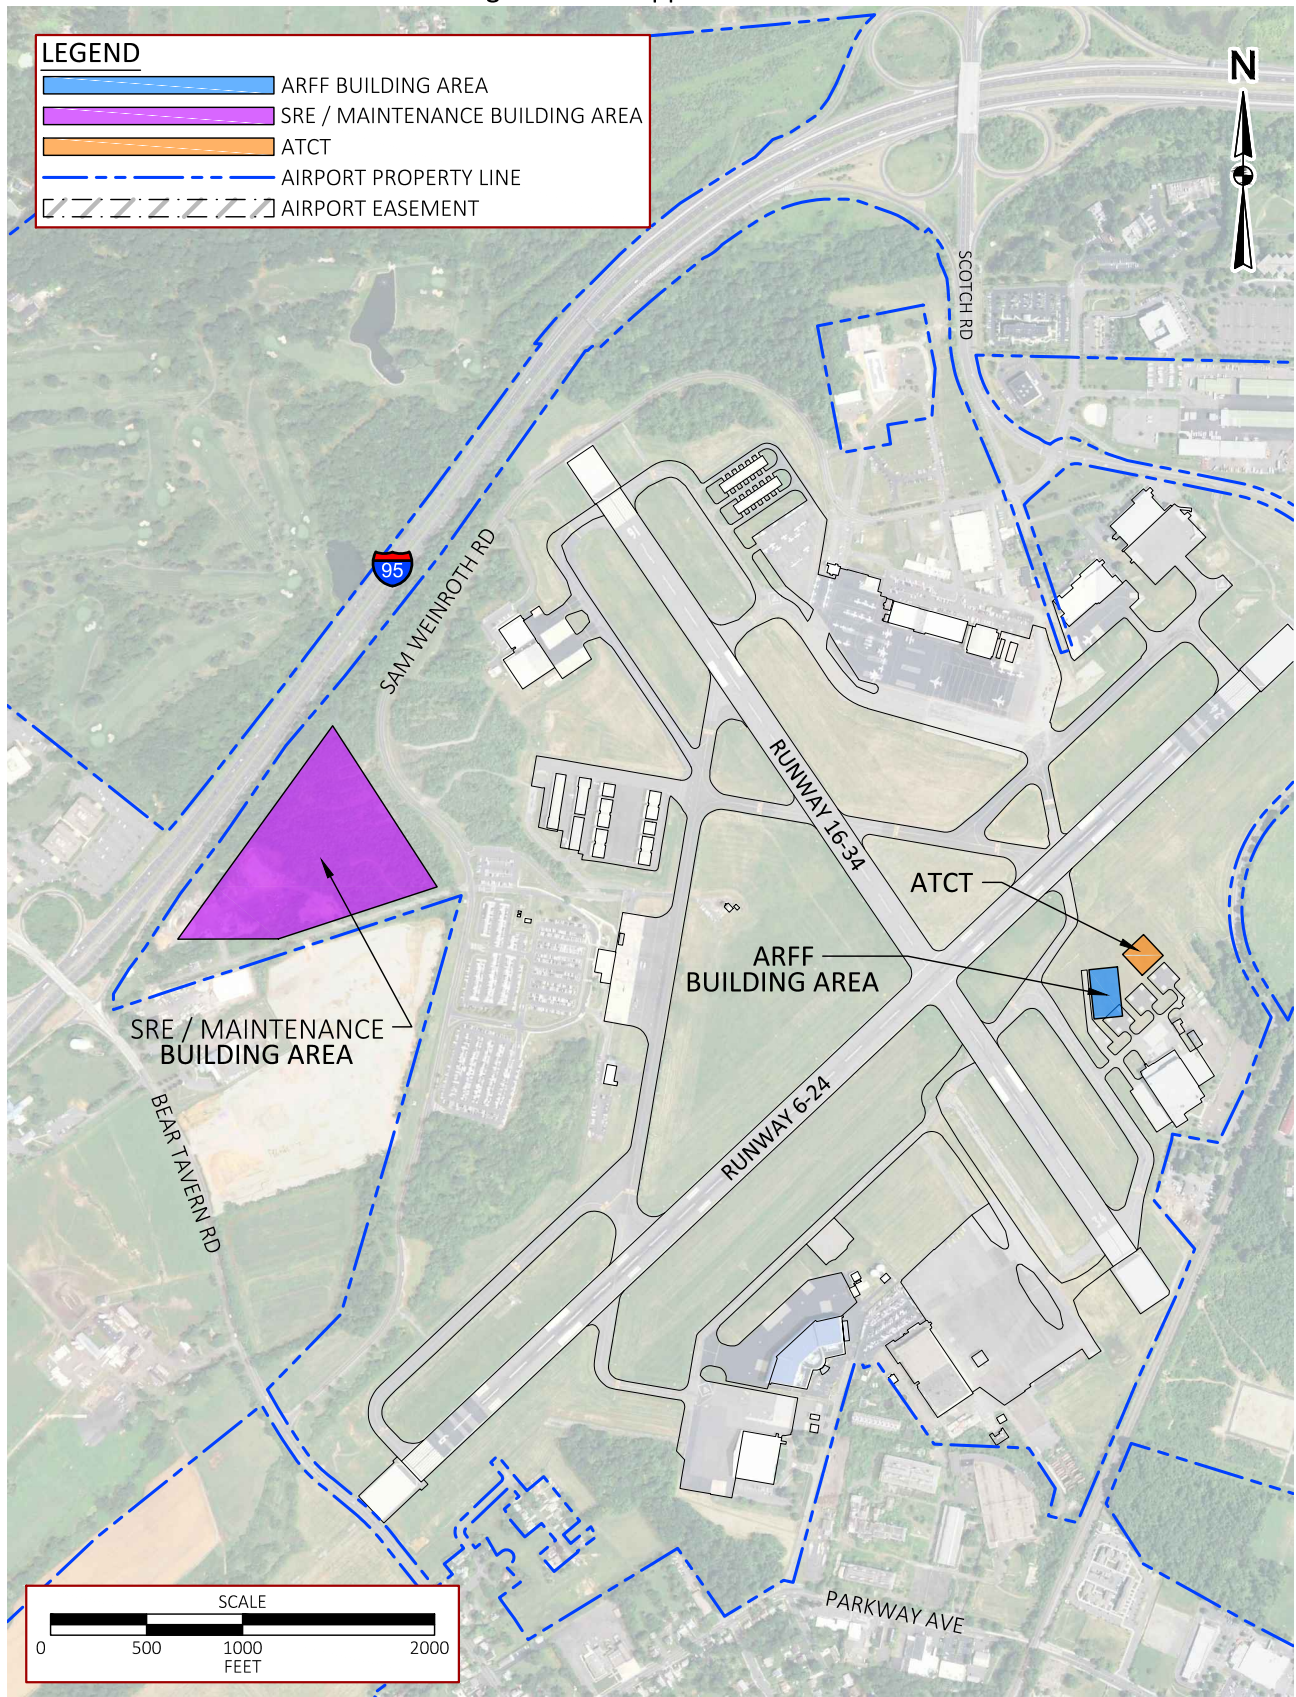 LEGEND
ARFF BUILDING AREA
SRE / MAINTENANCE BUILDING AREA
ATCT
AIRPORT PROPERTY LINE
AIRPORT EASEMENT
N
SCOTCH RD
95
SAM WEINROTH RD
RUNWAY 16-34
ATCT
ARFF
BUILDING AREA
SRE / MAINTENANCE
BUILDING AREA
RUNWAY 6-24
BEAR TAVERN RD
PARKWAY AVE
SCALE
0 500 1000 2000
FEET